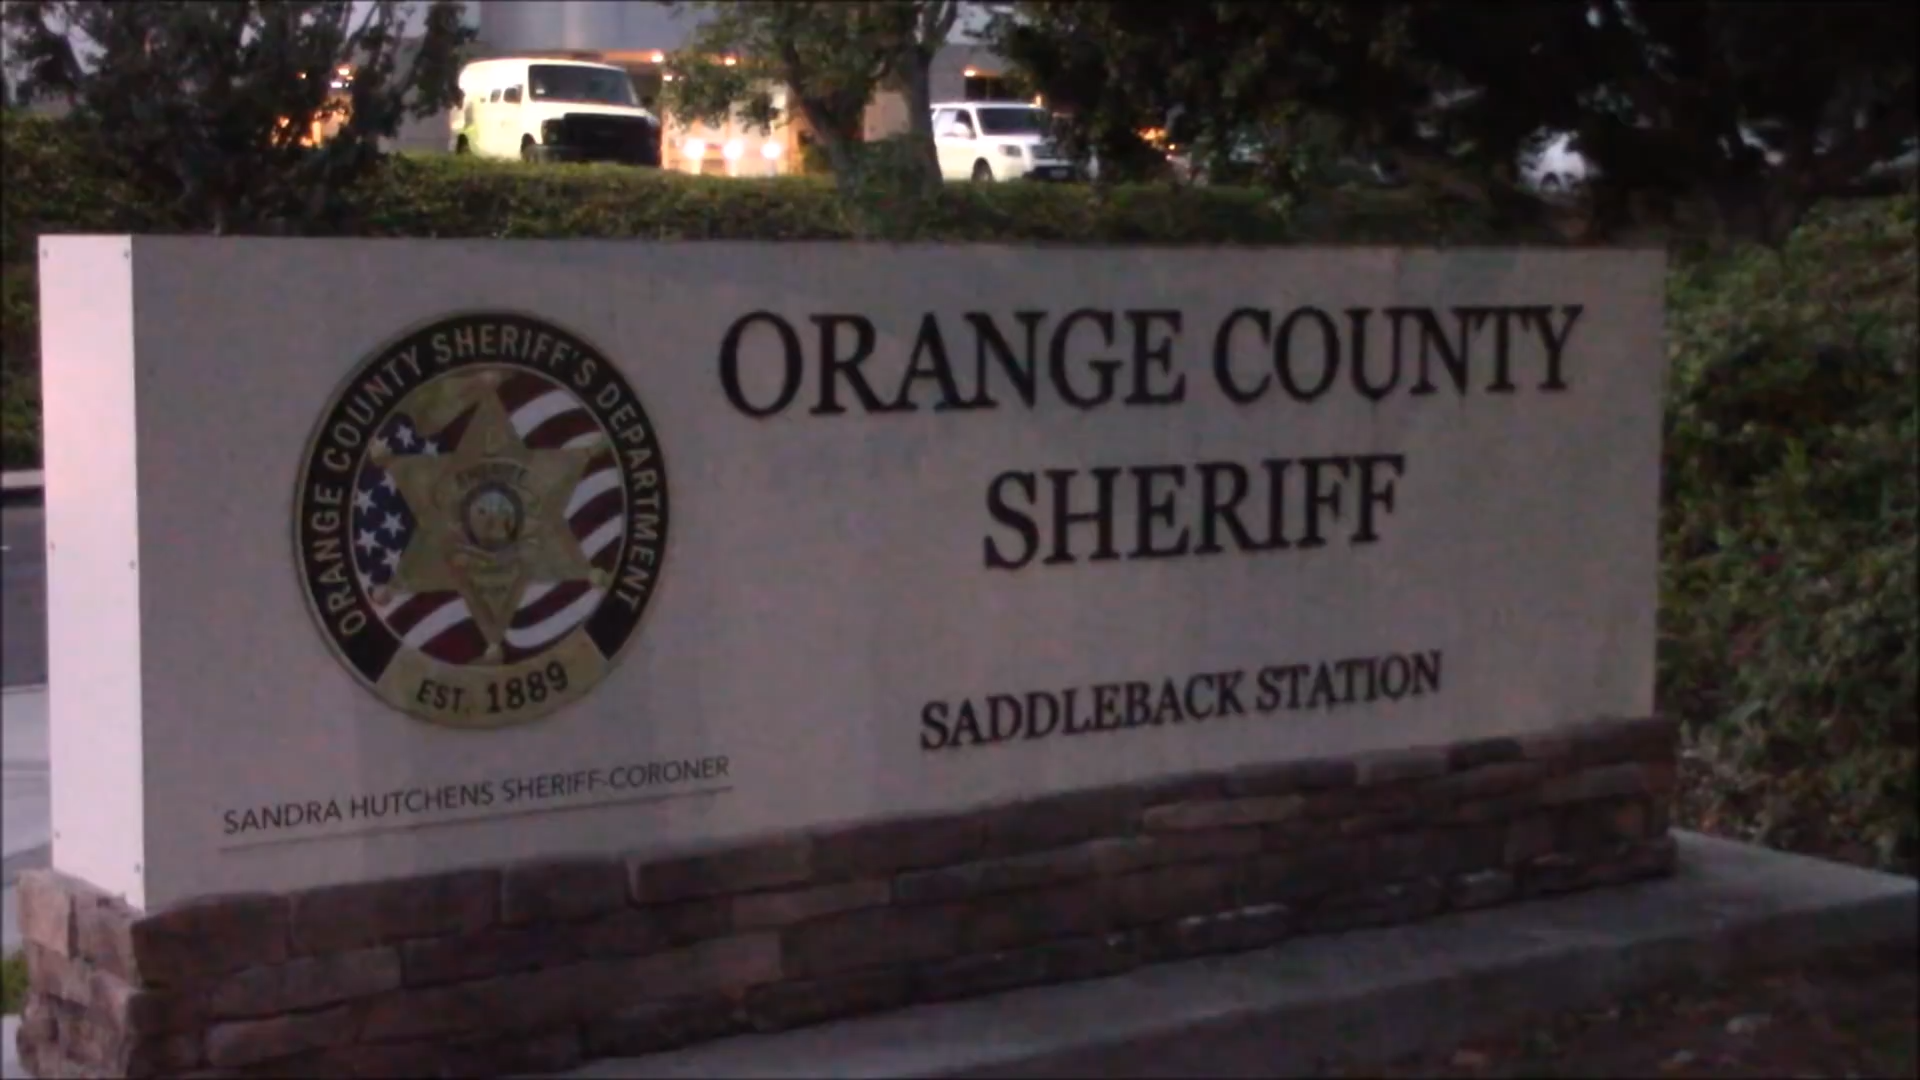 ORANGE COUNTY SHERIFF'S DEPARTMENT
EST. 1889
SANDRA HUTCHENS SHERIFF-CORONER
ORANGE COUNTY
SHERIFF
SADDLEBACK STATION